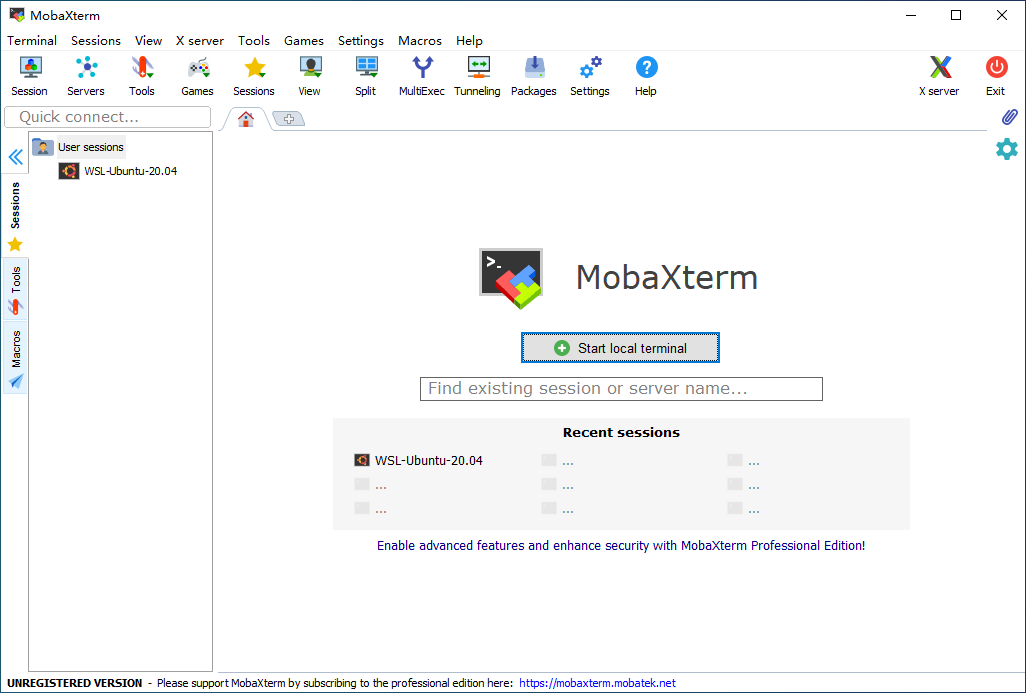 MobaXterm
Terminal Sessions View X server Tools Games Settings Macros Help
Session Servers Tools Games Sessions View Split MultiExec Tunneling Packages Settings Help X server Exit
Quick connect...
User sessions
WSL-Ubuntu-20.04
Sessions
Tools
Macros
>_
MobaXterm
Start local terminal
Find existing session or server name...
Recent sessions
WSL-Ubuntu-20.04 ... ...
... ... ...
... ... ...
Enable advanced features and enhance security with MobaXterm Professional Edition!
UNREGISTERED VERSION - Please support MobaXterm by subscribing to the professional edition here: https://mobaxterm.mobatek.net